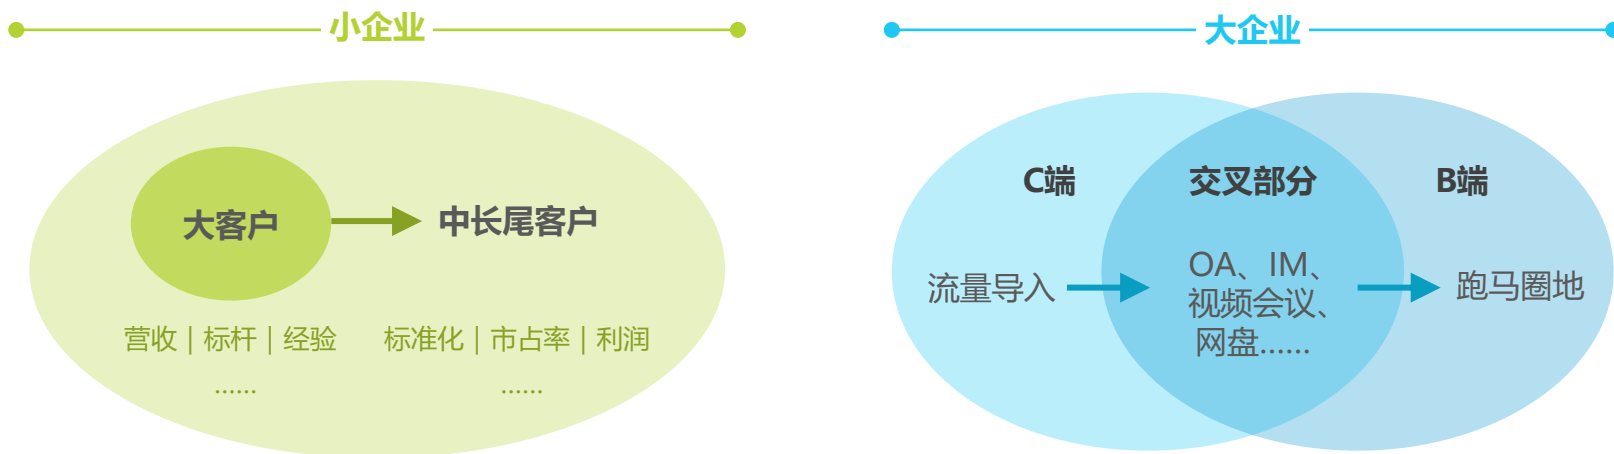 小企业
大客户
中长尾客户
营收 | 标杆 | 经验
......
标准化 | 市占率 | 利润
......
大企业
C端
交叉部分
B端
流量导入
OA、IM、
视频会议、
网盘......
跑马圈地